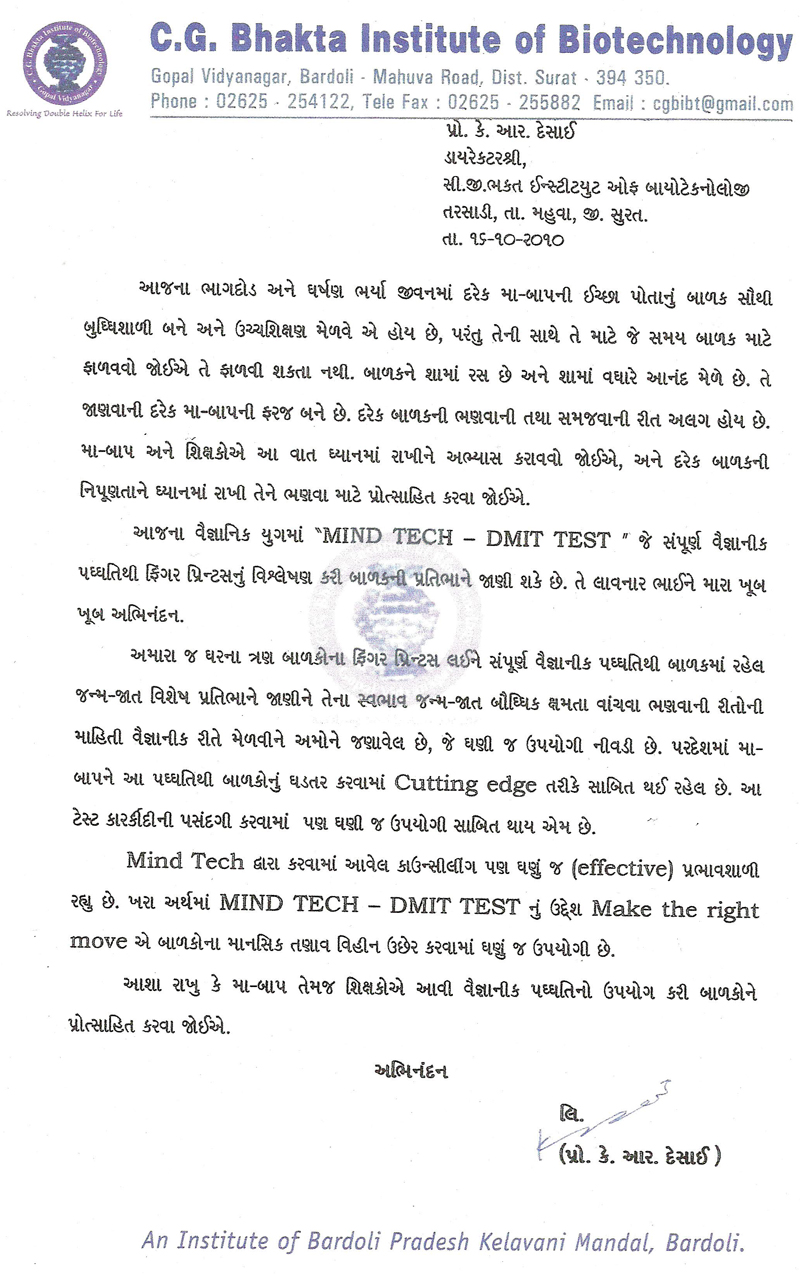 C.G. Bhakta Institute of Biotechnology
Gopal Vidyanagar, Bardoli - Mahuva Road, Dist. Surat - 394 350.
Phone : 02625 - 254122, Tele Fax : 02625 - 255882 Email : cgbibt@gmail.com
C.G. Bhakta Institute of Biotechnology
Gopal Vidyanagar
Resolving Double Helix For Life
પ્રો. કે. આર. દેસાઈ
ડાયરેક્ટરશ્રી,
સી.જી.ભકત ઈન્સ્ટીટયુટ ઓફ બાયોટેકનોલોજી
તરસાડી, તા. મહુવા, જી. સુરત.
તા. ૧૬-૧૦-૨૦૧૦
આજના ભાગદોડ અને ઘર્ષણ ભર્યા જીવનમાં દરેક મા-બાપની ઈચ્છા પોતાનું બાળક સૌથી
બુધ્ધિશાળી બને અને ઉચ્ચશિક્ષણ મેળવે એ હોય છે, પરંતુ તેની સાથે તે માટે જે સમય બાળક માટે
ફાળવવો જોઈએ તે ફાળવી શકતા નથી. બાળકને શામાં રસ છે અને શામાં વધારે આનંદ મેળે છે. તે
જાણવાની દરેક મા-બાપની ફરજ બને છે. દરેક બાળકની ભણવાની તથા સમજવાની રીત અલગ હોય છે.
મા-બાપ અને શિક્ષકોએ આ વાત ધ્યાનમાં રાખીને અભ્યાસ કરાવવો જોઈએ, અને દરેક બાળકની
નિપૂણતાને ધ્યાનમાં રાખી તેને ભણવા માટે પ્રોત્સાહિત કરવા જોઈએ.
આજના વૈજ્ઞાનિક યુગમાં “MIND TECH – DMIT TEST ” જે સંપૂર્ણ વૈજ્ઞાનીક
પધ્ધતિથી ફિંગર પ્રિન્ટસનું વિશ્લેષણ કરી બાળકની પ્રતિભાને જાણી શકે છે. તે લાવનાર ભાઈને મારા ખૂબ
ખૂબ અભિનંદન.
અમારા જ ઘરના ત્રણ બાળકોના ફિંગર પ્રિન્ટસ લઈને સંપૂર્ણ વૈજ્ઞાનીક પધ્ધતિથી બાળકમાં રહેલ
જન્મ-જાત વિશેષ પ્રતિભાને જાણીને તેના સ્વભાવ જન્મ-જાત બૌધ્ધિક ક્ષમતા વાંચવા ભણવાની રીતોની
માહિતી વૈજ્ઞાનીક રીતે મેળવીને અમોને જણાવેલ છે, જે ઘણી જ ઉપયોગી નીવડી છે. પરદેશમાં મા-
બાપને આ પધ્ધતિથી બાળકોનું ઘડતર કરવામાં Cutting edge તરીકે સાબિત થઈ રહેલ છે. આ
ટેસ્ટ કારર્કીદીની પસંદગી કરવામાં પણ ઘણી જ ઉપયોગી સાબિત થાય એમ છે.
Mind Tech દ્વારા કરવામાં આવેલ કાઉન્સીલીંગ પણ ઘણું જ (effective) પ્રભાવશાળી
રહ્યુ છે. ખરા અર્થમાં MIND TECH – DMIT TEST નું ઉદ્દેશ Make the right
move એ બાળકોના માનસિક તણાવ વિહીન ઉછેર કરવામાં ઘણું જ ઉપયોગી છે.
આશા રાખુ કે મા-બાપ તેમજ શિક્ષકોએ આવી વૈજ્ઞાનીક પધ્ધતિનો ઉપયોગ કરી બાળકોને
પ્રોત્સાહિત કરવા જોઈએ.
અભિનંદન
લિ.
(પ્રો. કે. આર. દેસાઈ )
An Institute of Bardoli Pradesh Kelavani Mandal, Bardoli.